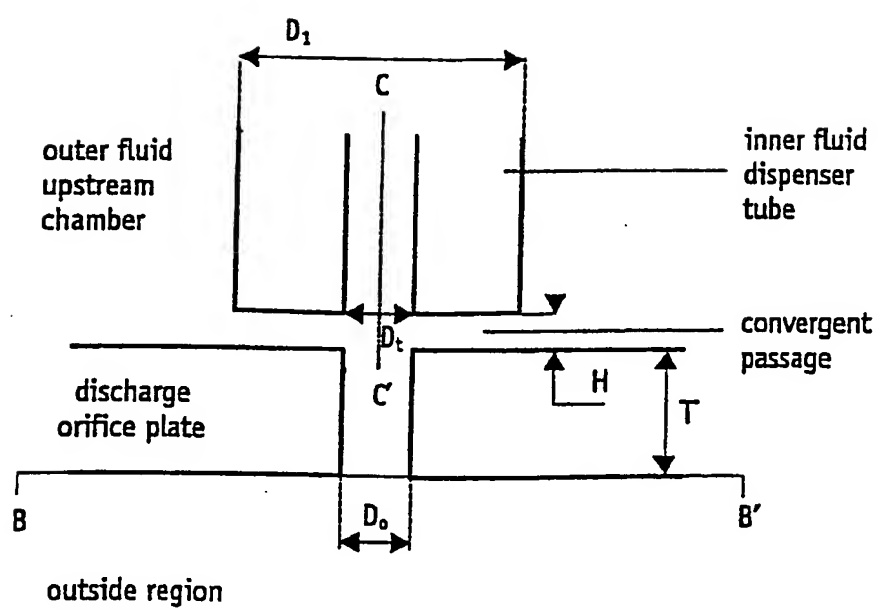 D₁
C
outer fluid
upstream
chamber
inner fluid
dispenser
tube
Dₜ
convergent
passage
C′
H
T
discharge
orifice plate
B
Dₒ
B′
outside region